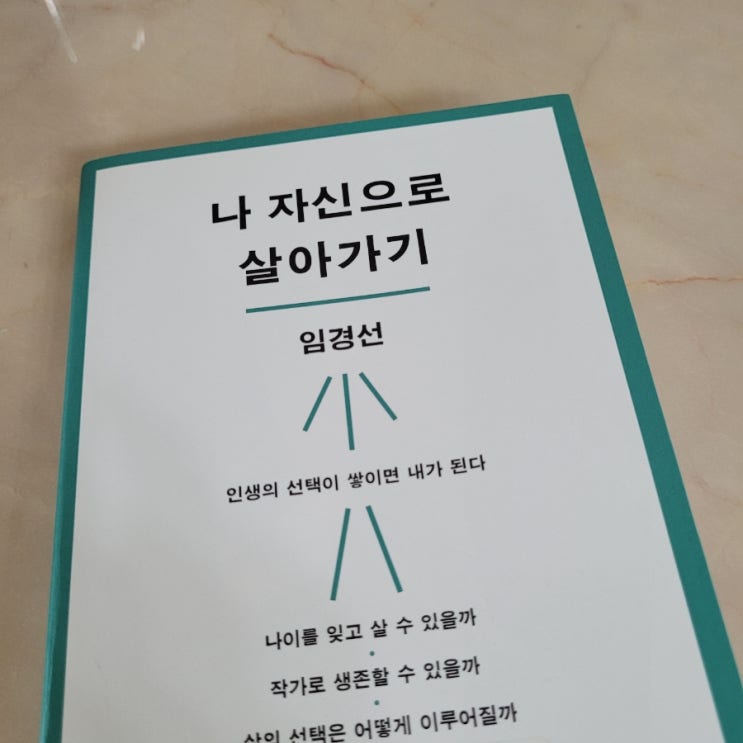 나 자신으로
살아가기
임경선
인생의 선택이 쌓이면 내가 된다
나이를 잊고 살 수 있을까
작가로 생존할 수 있을까
삶의 선택은 어떻게 이루어질까